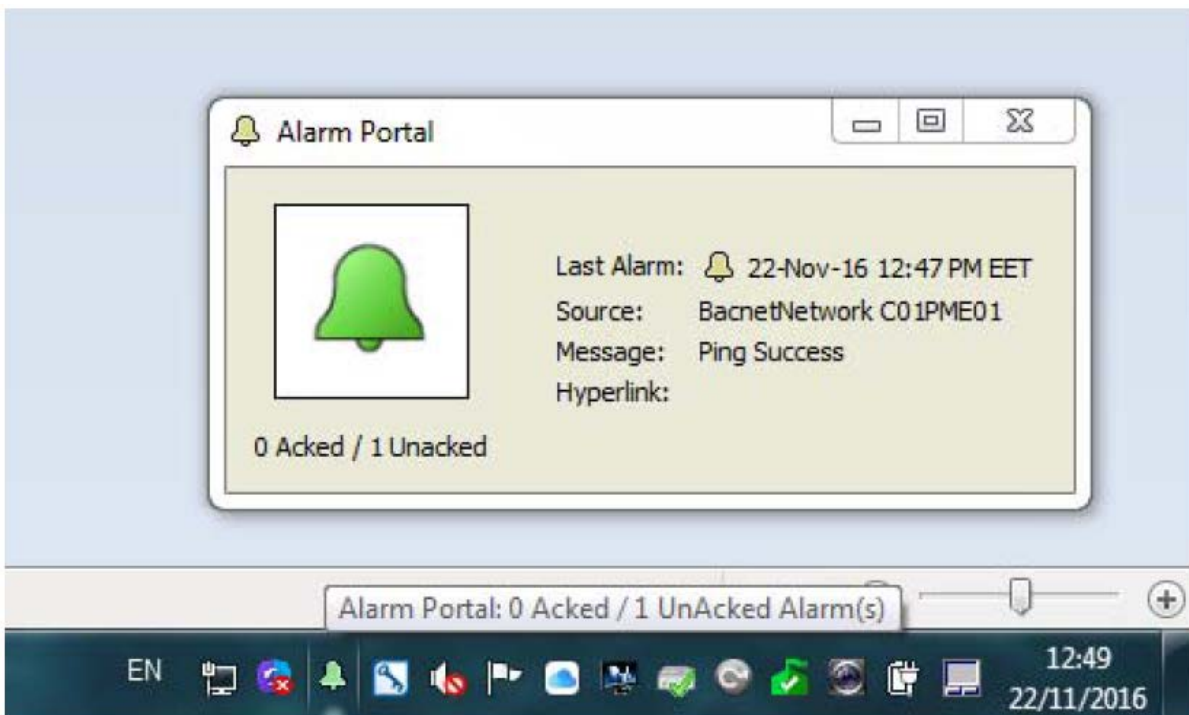 Alarm Portal
Last Alarm: 22-Nov-16 12:47 PM EET
Source: BacnetNetwork C01PME01
Message: Ping Success
Hyperlink:
0 Acked / 1 Unacked
Alarm Portal: 0 Acked / 1 UnAcked Alarm(s)
EN
12:49
22/11/2016